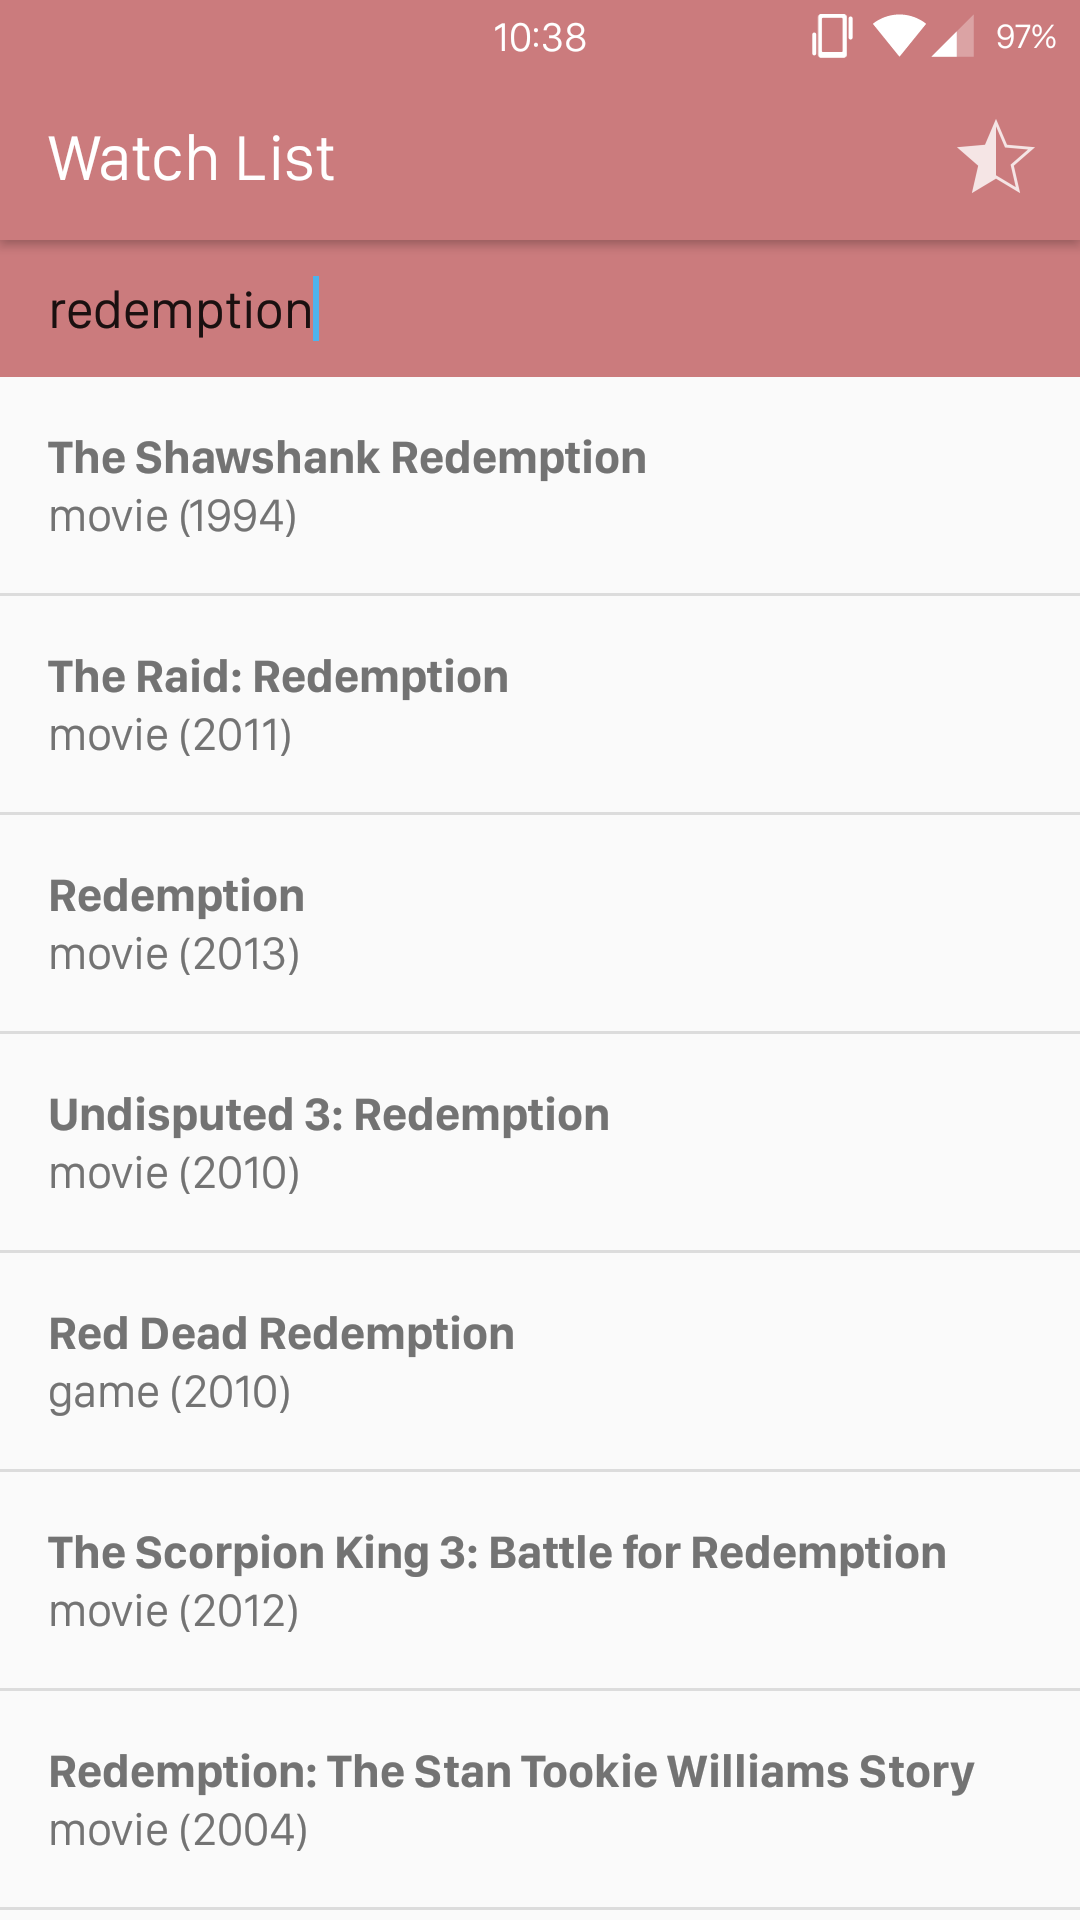 10:38
97%
Watch List
redemption
The Shawshank Redemption
movie (1994)
The Raid: Redemption
movie (2011)
Redemption
movie (2013)
Undisputed 3: Redemption
movie (2010)
Red Dead Redemption
game (2010)
The Scorpion King 3: Battle for Redemption
movie (2012)
Redemption: The Stan Tookie Williams Story
movie (2004)